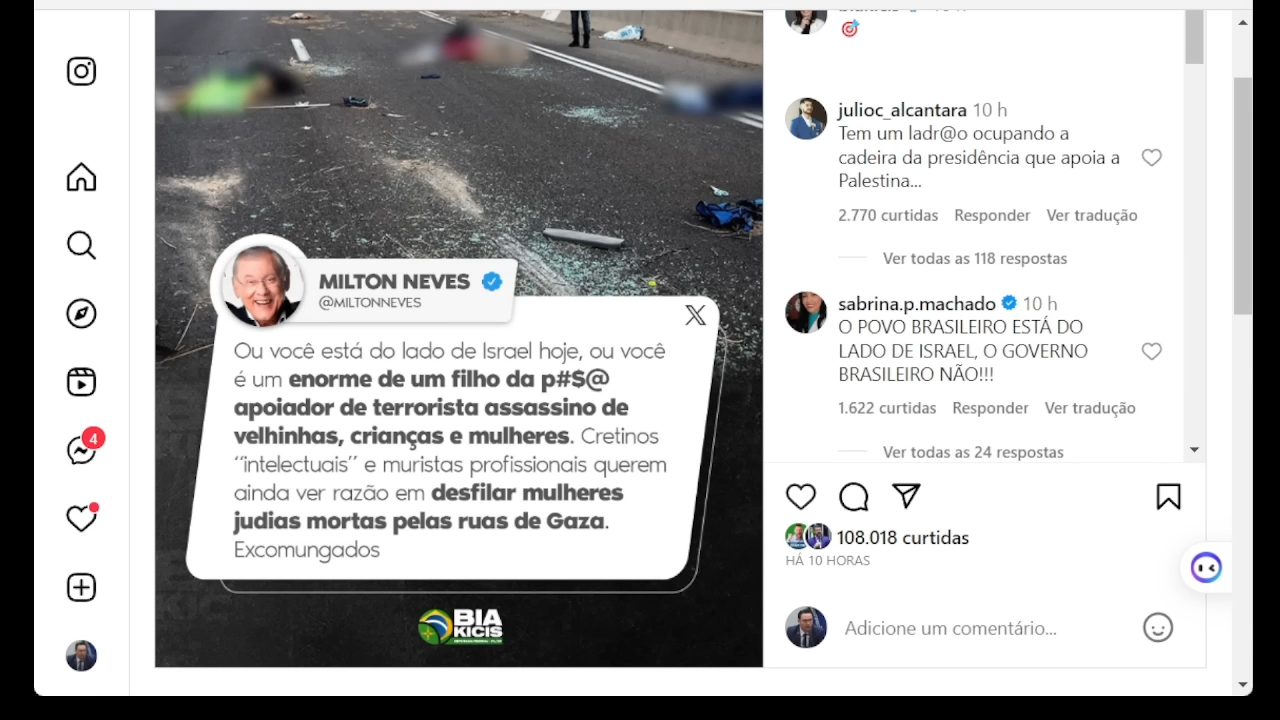 julioc_alcantara 10 h
Tem um ladr@o ocupando a
cadeira da presidência que apoia a
Palestina...
2.770 curtidas Responder Ver tradução
Ver todas as 118 respostas
sabrina.p.machado 10 h
O POVO BRASILEIRO ESTÁ DO
LADO DE ISRAEL, O GOVERNO
BRASILEIRO NÃO!!!
1.622 curtidas Responder Ver tradução
Ver todas as 24 respostas
MILTON NEVES
@MILTONNEVES
Ou você está do lado de Israel hoje, ou você
é um enorme de um filho da p#$@
apoiador de terrorista assassino de
velhinhas, crianças e mulheres. Cretinos
“intelectuais” e muristas profissionais querem
ainda ver razão em desfilar mulheres
judias mortas pelas ruas de Gaza.
Excomungados
BIA
KICIS
4
108.018 curtidas
HÁ 10 HORAS
Adicione um comentário...